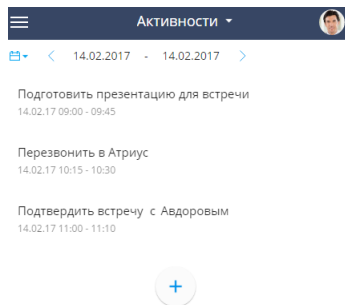 Активности
14.02.2017 - 14.02.2017
Подготовить презентацию для встречи
14.02.17 09:00 - 09:45
Перезвонить в Атриус
14.02.17 10:15 - 10:30
Подтвердить встречу с Авдоровым
14.02.17 11:00 - 11:10